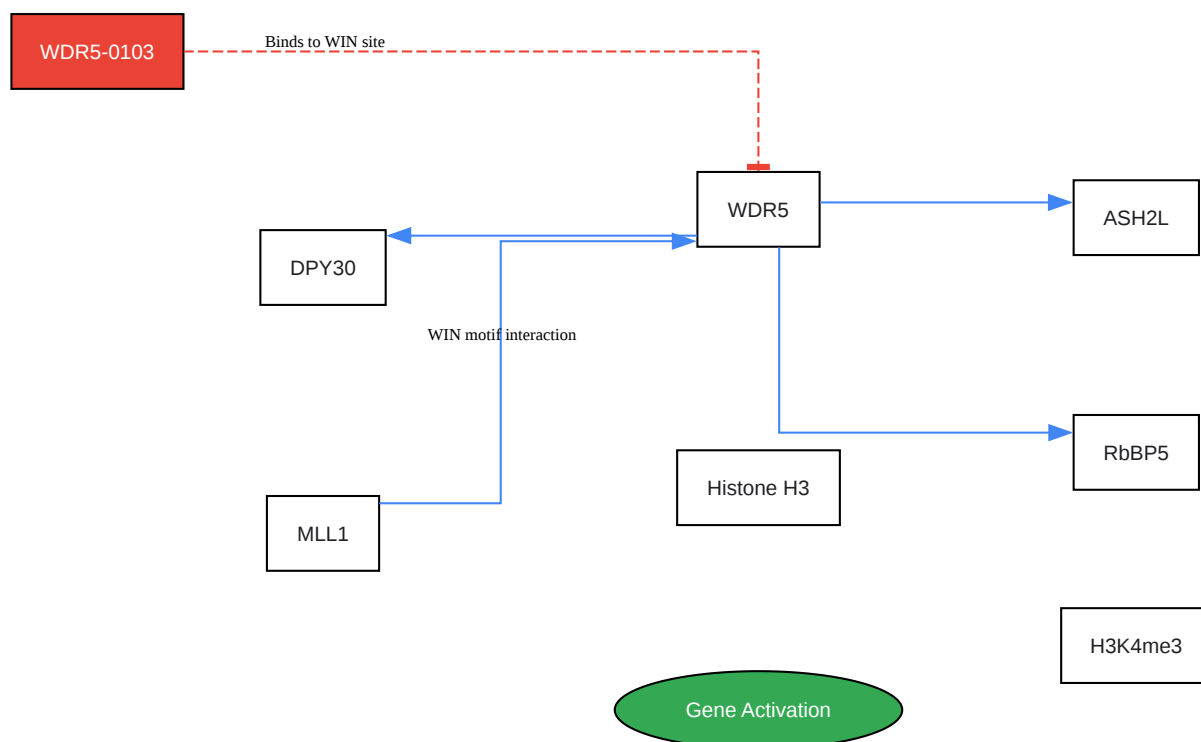 WDR5-0103
Binds to WIN site
WDR5
ASH2L
DPY30
WIN motif interaction
RbBP5
Histone H3
MLL1
H3K4me3
Gene Activation